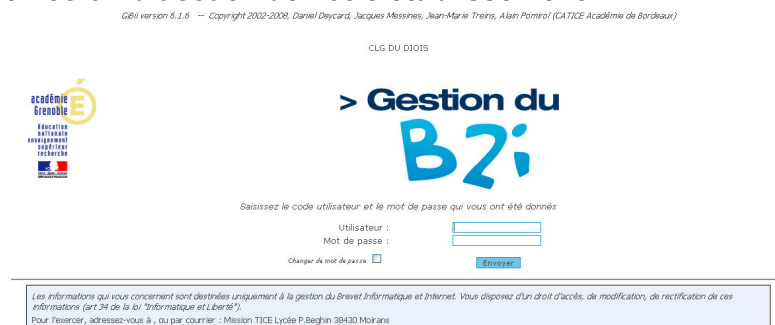 GiBii version 6.1.6 -- Copyright 2002-2008, Daniel Deycard, Jacques Messines, Jean-Marie Treins, Alain Pomirol (CATICE Académie de Bordeaux)
CLG DU DIOIS
académie
Grenoble
éducation
nationale
enseignement
supérieur
recherche
> Gestion du
B2i
Saisissez le code utilisateur et le mot de passe qui vous ont été donnés
Utilisateur :
Mot de passe :
Changer de mot de passe
Envoyer
Les informations qui vous concernent sont destinées uniquement à la gestion du Brevet Informatique et Internet. Vous disposez d'un droit d'accès, de modification, de rectification de ces
informations (art 34 de la loi "Informatique et Liberté").
Pour l'exercer, adressez-vous à , ou par courrier : Mission TICE Lycée P.Beghin 38430 Moirans